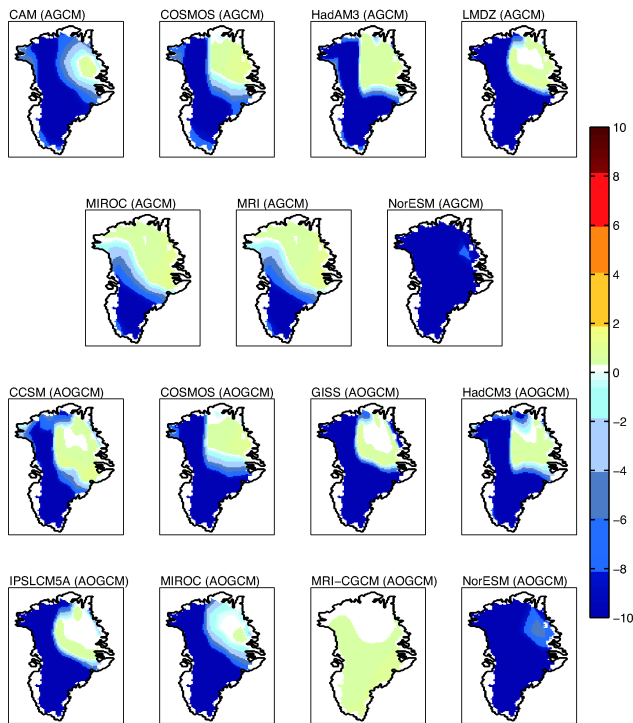 CAM (AGCM) COSMOS (AGCM) HadAM3 (AGCM) LMDZ (AGCM)
MIROC (AGCM) MRI (AGCM) NorESM (AGCM)
CCSM (AOGCM) COSMOS (AOGCM) GISS (AOGCM) HadCM3 (AOGCM)
IPSLCM5A (AOGCM) MIROC (AOGCM) MRI−CGCM (AOGCM) NorESM (AOGCM)
10
8
6
4
2
0
−2
−4
−6
−8
−10